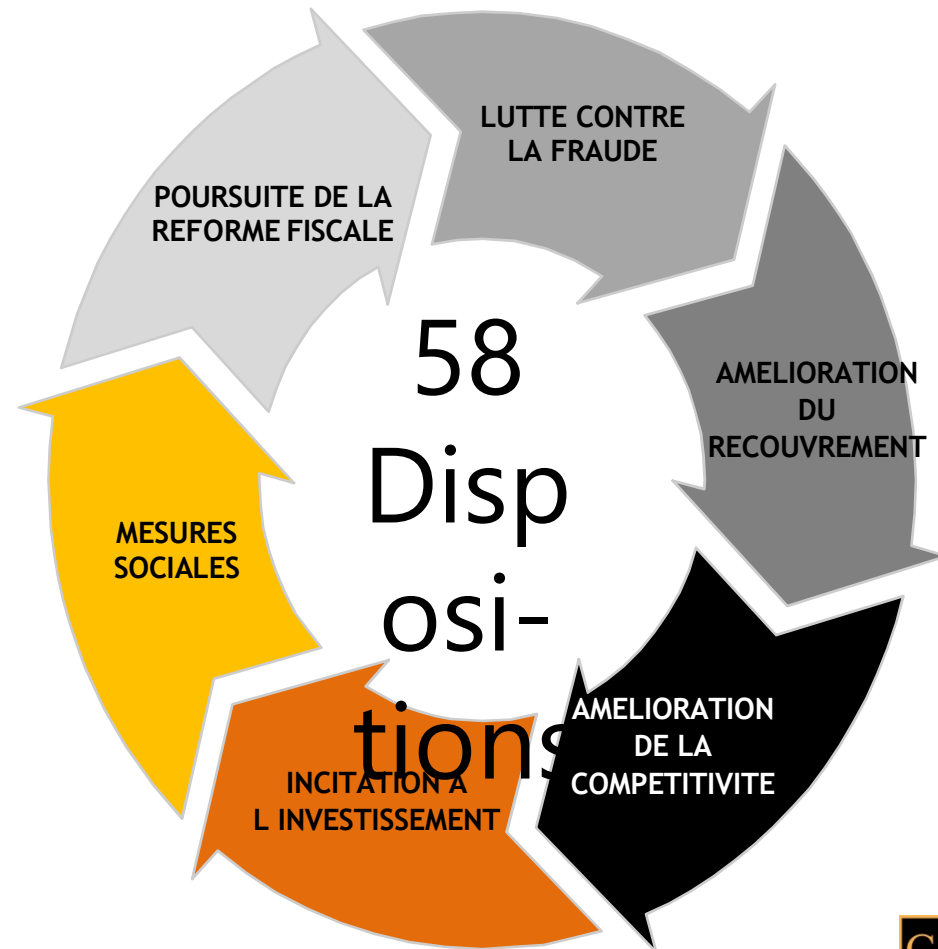 LUTTE CONTRE
LA FRAUDE
POURSUITE DE LA
REFORME FISCALE
AMELIORATION
DU
RECOUVREMENT
58
Disp
osi-
tions
MESURES
SOCIALES
AMELIORATION
DE LA
COMPETITIVITE
INCITATION A
L INVESTISSEMENT